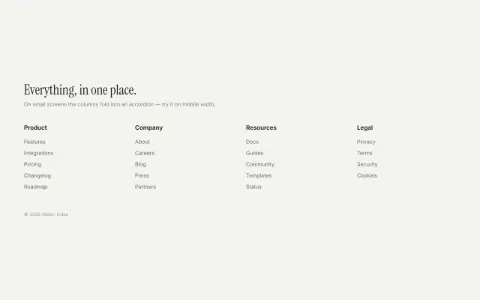 Everything, in one place.
On small screens the columns fold into an accordion — try it on mobile width.
Product
Features
Integrations
Pricing
Changelog
Roadmap
Company
About
Careers
Blog
Press
Partners
Resources
Docs
Guides
Community
Templates
Status
Legal
Privacy
Terms
Security
Cookies
© 2026 Atelier Index